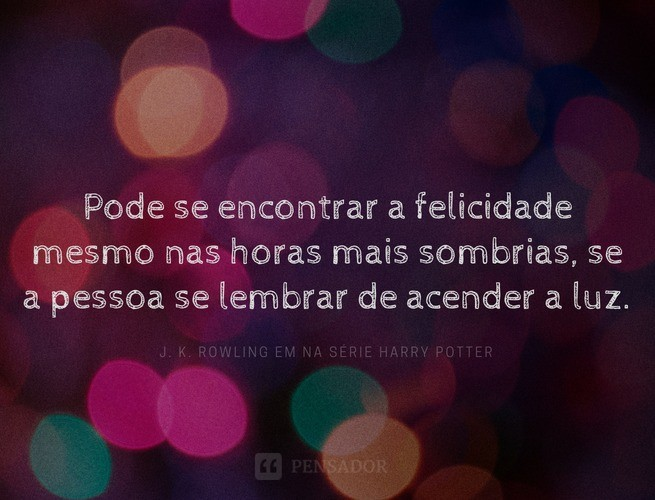 Pode se encontrar a felicidade
mesmo nas horas mais sombrias, se
a pessoa se lembrar de acender a luz.
J. K. ROWLING EM NA SÉRIE HARRY POTTER
PENSADOR